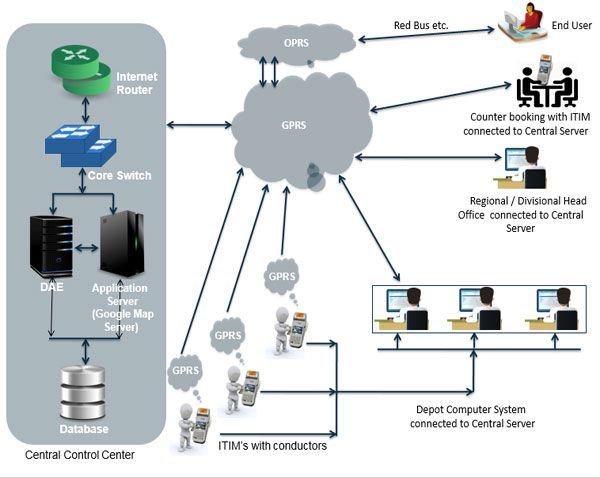 Internet
Router
Core Switch
DAE
Application
Server
(Google Map
Server)
Database
Central Control Center
OPRS
GPRS
Red Bus etc.
End User
Counter booking with ITIM
connected to Central Server
Regional / Divisional Head
Office connected to Central
Server
GPRS
GPRS
GPRS
ITIM's with conductors
Depot Computer System
connected to Central Server